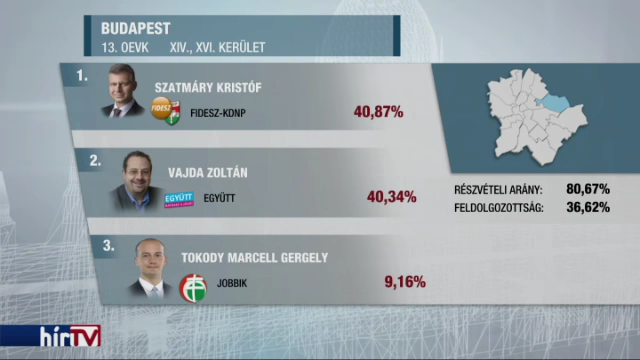 BUDAPEST
13. OEVK XIV., XVI. KERÜLET
1.
SZATMÁRY KRISTÓF
FIDESZ
FIDESZ-KDNP
40,87%
2.
VAJDA ZOLTÁN
EGYÜTT
EGYÜTT
40,34%
3.
TOKODY MARCELL GERGELY
JOBBIK
9,16%
RÉSZVÉTELI ARÁNY: 80,67%
FELDOLGOZOTTSÁG: 36,62%
hírTV